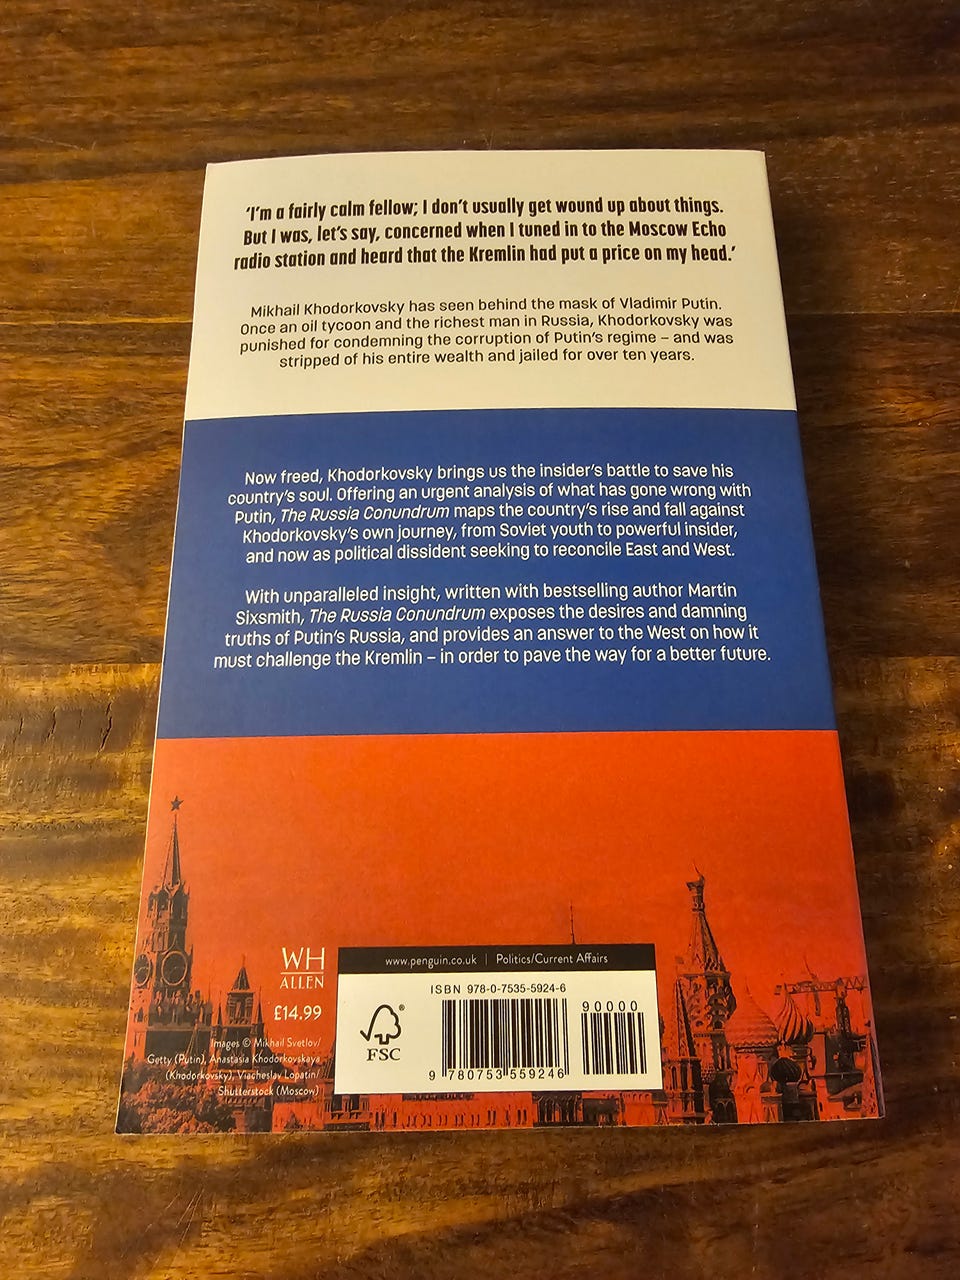 ‘I’m a fairly calm fellow; I don’t usually get wound up about things.
But I was, let’s say, concerned when I tuned in to the Moscow Echo
radio station and heard that the Kremlin had put a price on my head.’
Mikhail Khodorkovsky has seen behind the mask of Vladimir Putin.
Once an oil tycoon and the richest man in Russia, Khodorkovsky was
punished for condemning the corruption of Putin’s regime – and was
stripped of his entire wealth and jailed for over ten years.
Now freed, Khodorkovsky brings us the insider’s battle to save his
country’s soul. Offering an urgent analysis of what has gone wrong with
Putin, The Russia Conundrum maps the country’s rise and fall against
Khodorkovsky’s own journey, from Soviet youth to powerful insider,
and now as political dissident seeking to reconcile East and West.
With unparalleled insight, written with bestselling author Martin
Sixsmith, The Russia Conundrum exposes the desires and damning
truths of Putin’s Russia, and provides an answer to the West on how it
must challenge the Kremlin – in order to pave the way for a better future.
WH
ALLEN
£14.99
Images © Mikhail Svetlov/
Getty (Putin), Anastasia Khodorkovskaya
(Khodorkovsky), Viacheslav Lopatin/
Shutterstock (Moscow)
www.penguin.co.uk | Politics/Current Affairs
ISBN 978-0-7535-5924-6
90000
FSC
®
9 780753 559246